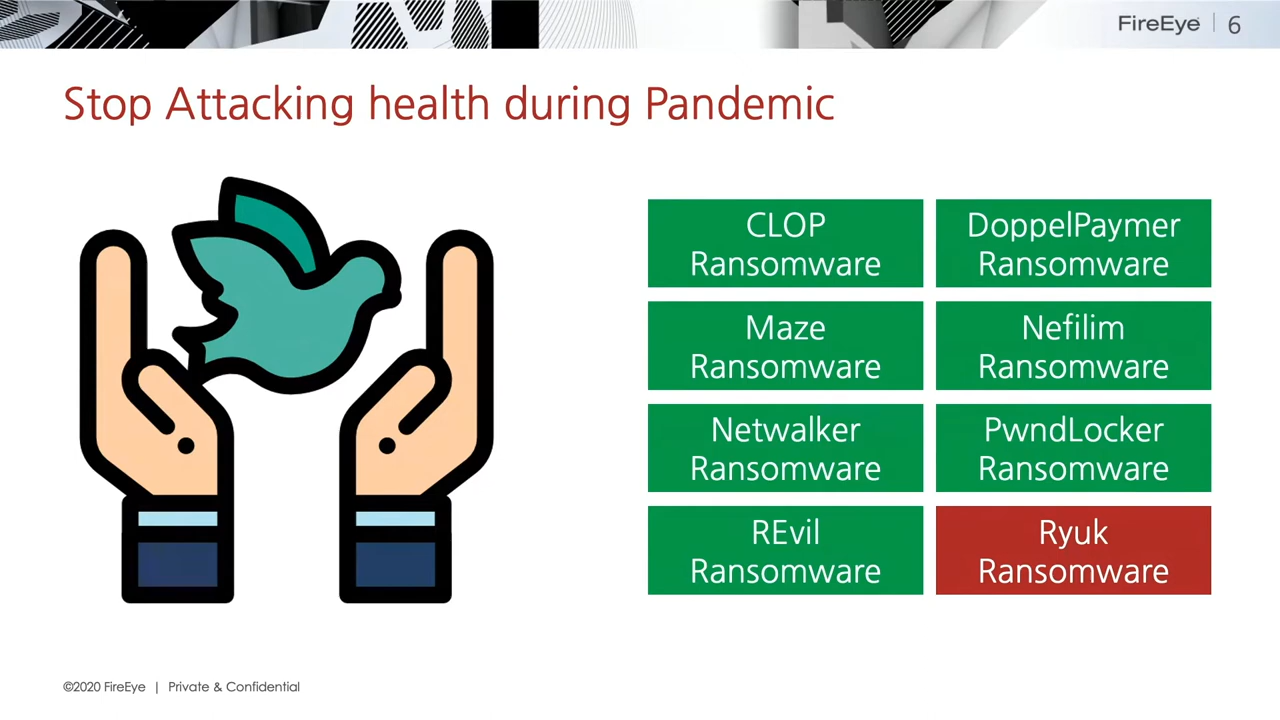 FireEye | 6
Stop Attacking health during Pandemic
CLOP
Ransomware
DoppelPaymer
Ransomware
Maze
Ransomware
Nefilim
Ransomware
Netwalker
Ransomware
PwndLocker
Ransomware
REvil
Ransomware
Ryuk
Ransomware
©2020 FireEye | Private & Confidential